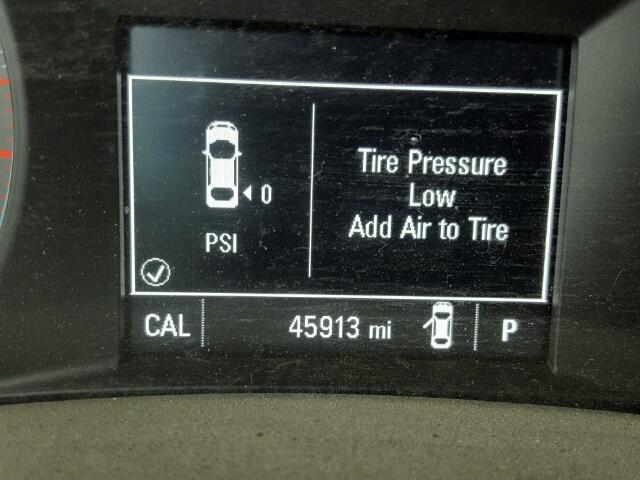 Tire Pressure
Low
Add Air to Tire
0
PSI
CAL
45913 mi
P